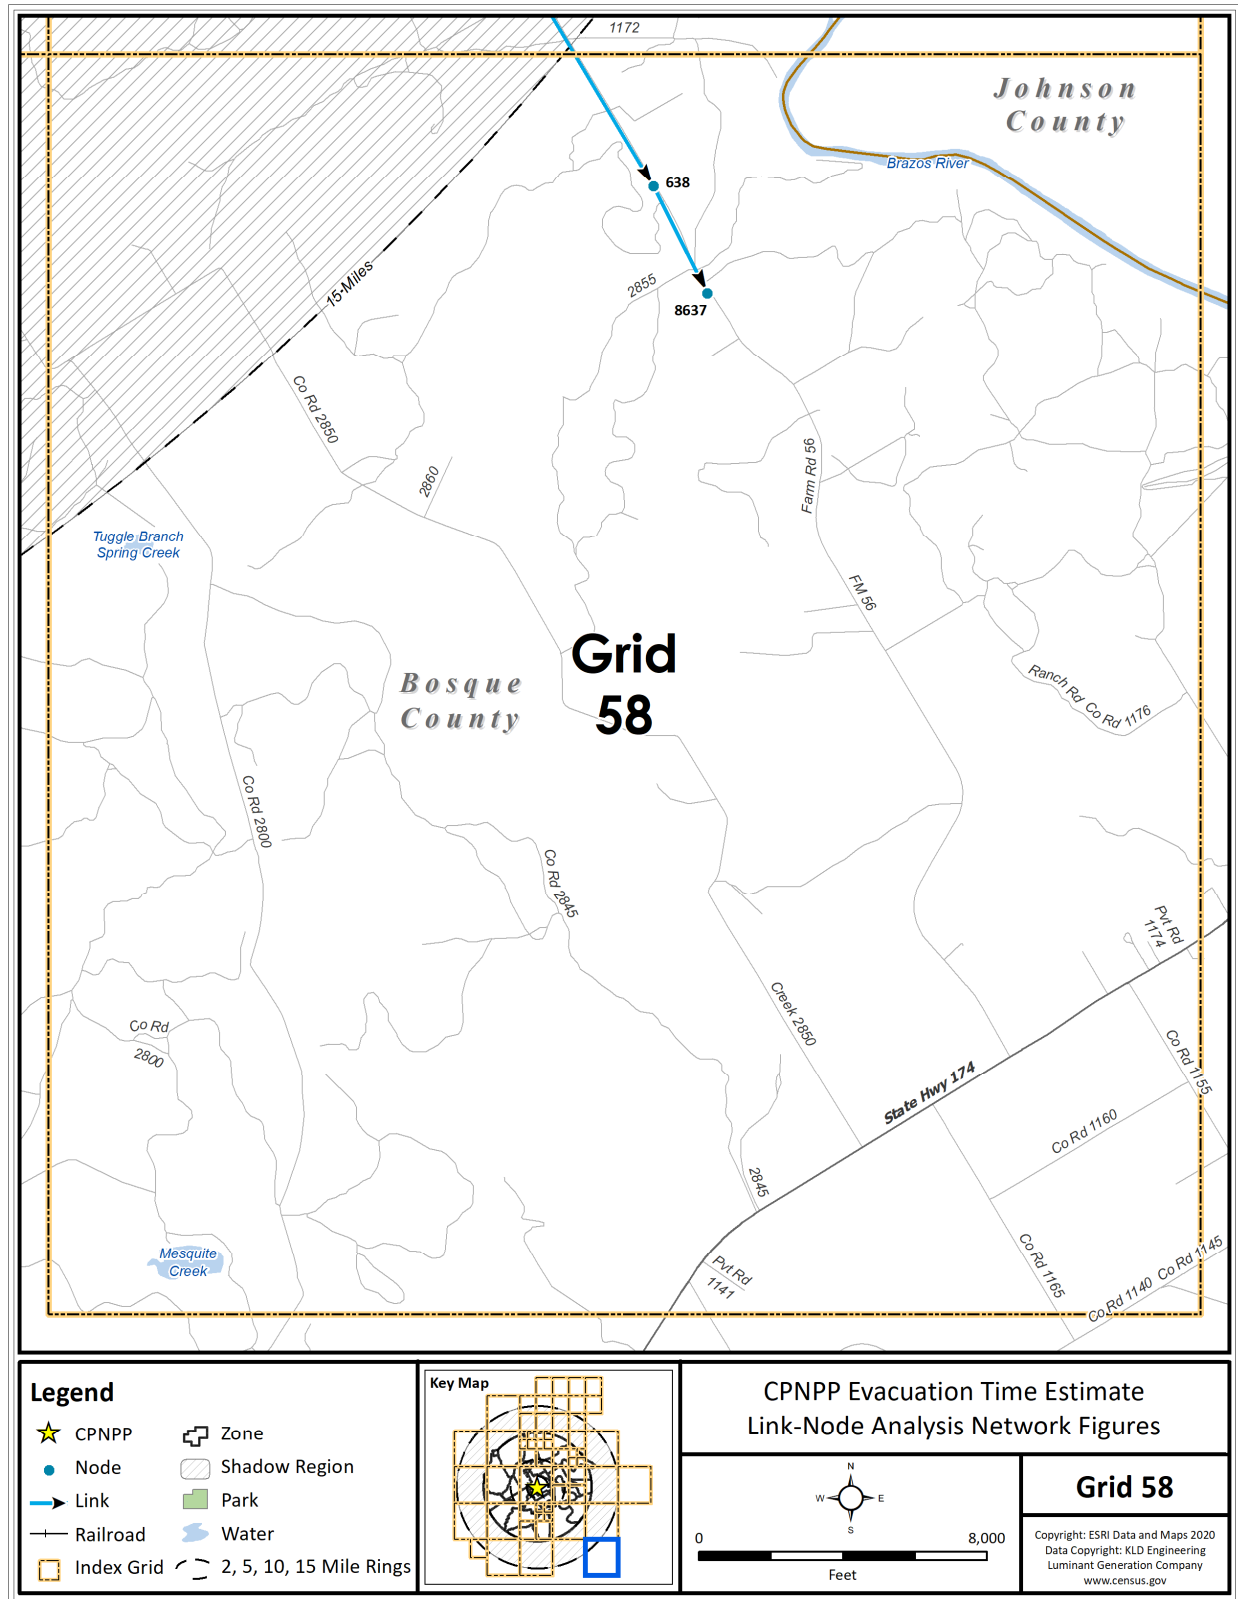 1172
Johnson
County
Brazos River
638
15-Miles
2855
8637
Co Rd 2850
2860
Farm Rd 56
Tuggle Branch
Spring Creek
FM 56
Grid
58
Bosque
County
Ranch Rd
Co Rd 1176
Co Rd 2800
Co Rd 2845
Pvt Rd
1174
Creek 2850
Co Rd
2800
State Hwy 174
Co Rd 1155
Co Rd 1160
2845
Mesquite
Creek
Pvt Rd
1141
Co Rd 1165
Co Rd 1140
Co Rd 1145
Legend
CPNPP
Zone
Node
Shadow Region
Link
Park
Railroad
Water
Index Grid
2, 5, 10, 15 Mile Rings
Key Map
CPNPP Evacuation Time Estimate
Link-Node Analysis Network Figures
N
W
E
S
0
8,000
Feet
Grid 58
Copyright: ESRI Data and Maps 2020
Data Copyright: KLD Engineering
Luminant Generation Company
www.census.gov